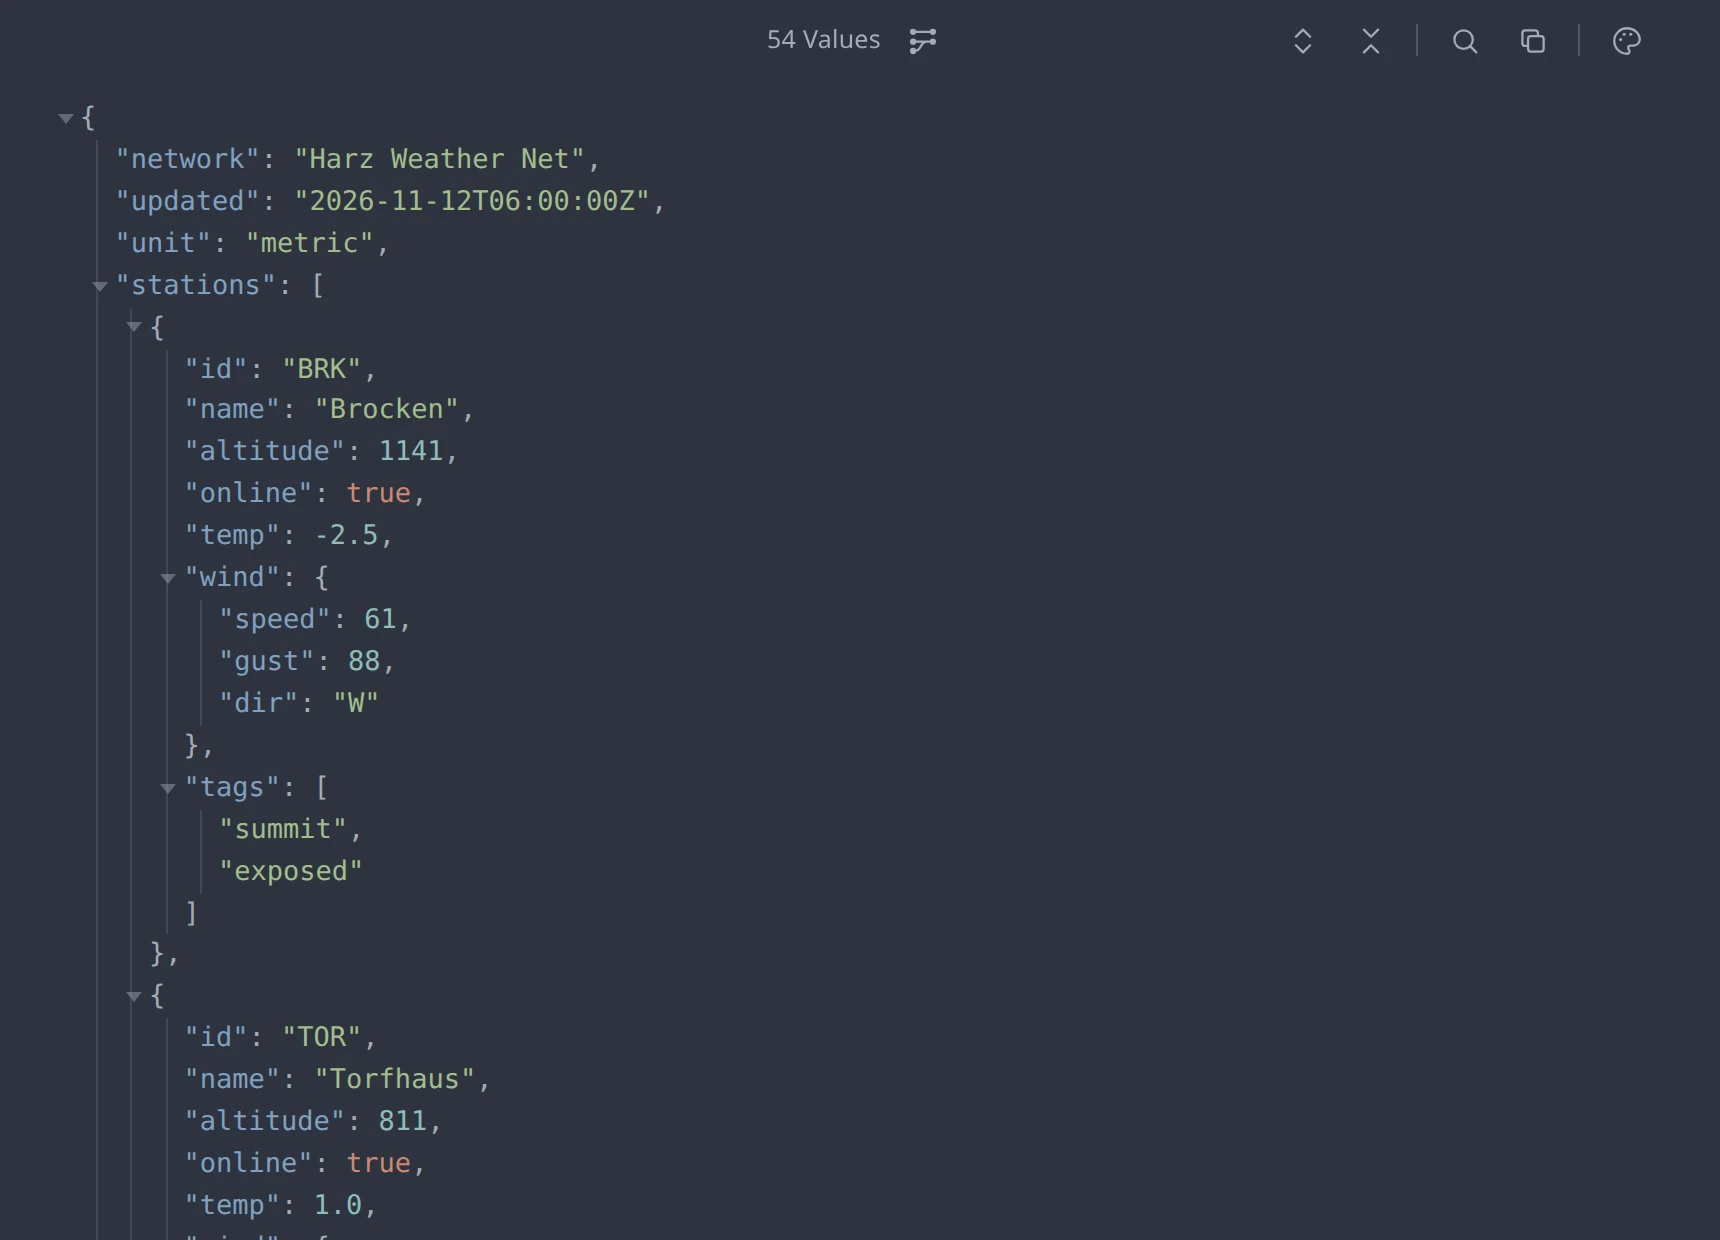 54 Values
{
"network": "Harz Weather Net",
"updated": "2026-11-12T06:00:00Z",
"unit": "metric",
"stations": [
{
"id": "BRK",
"name": "Brocken",
"altitude": 1141,
"online": true,
"temp": -2.5,
"wind": {
"speed": 61,
"gust": 88,
"dir": "W"
},
"tags": [
"summit",
"exposed"
]
},
{
"id": "TOR",
"name": "Torfhaus",
"altitude": 811,
"online": true,
"temp": 1.0,